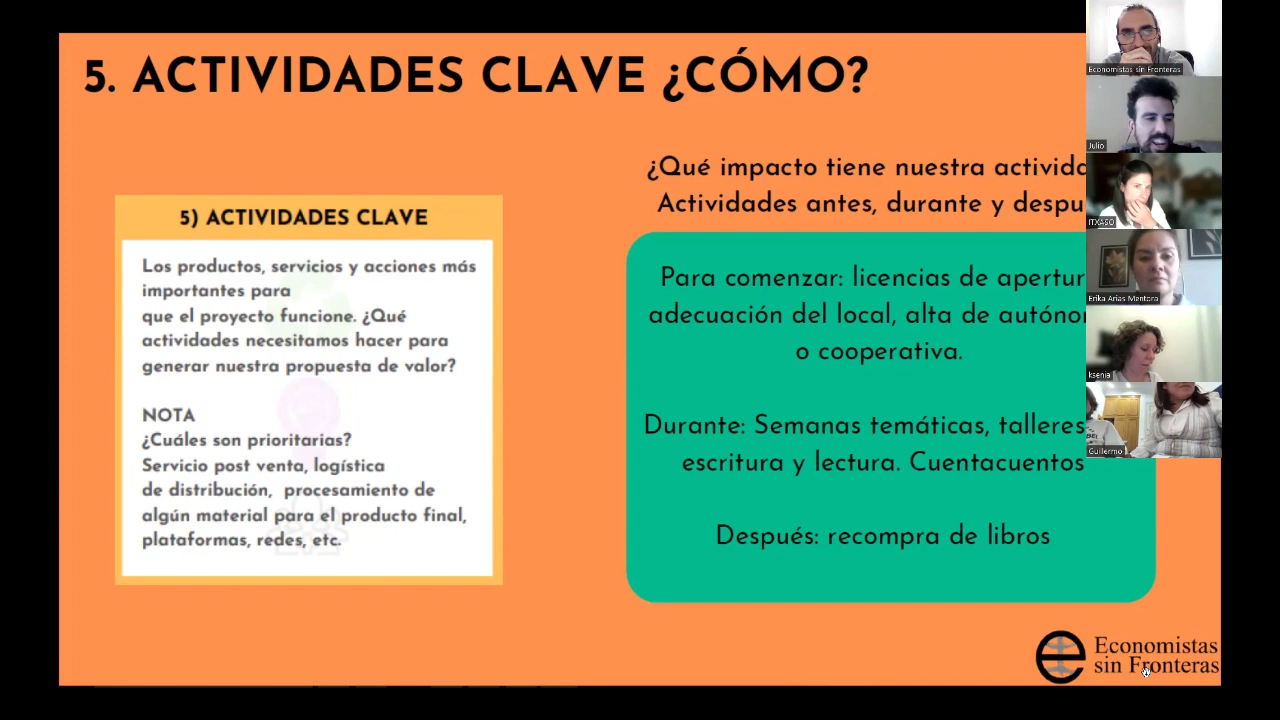 5. ACTIVIDADES CLAVE ¿CÓMO?
5) ACTIVIDADES CLAVE
Los productos, servicios y acciones más
importantes para
que el proyecto funcione. ¿Qué
actividades necesitamos hacer para
generar nuestra propuesta de valor?
NOTA
¿Cuáles son prioritarias?
Servicio post venta, logística
de distribución, procesamiento de
algún material para el producto final,
plataformas, redes, etc.
¿Qué impacto tiene nuestra activida
Actividades antes, durante y despu
Para comenzar: licencias de apertur
adecuación del local, alta de autóno
o cooperativa.
Durante: Semanas temáticas, talleres
escritura y lectura. Cuentacuentos
Después: recompra de libros
Economistas
sin Fronteras
Economistas sin Fronteras
Julio
ITXASO
Erika Arias Mentora
ksenia
Guillermo